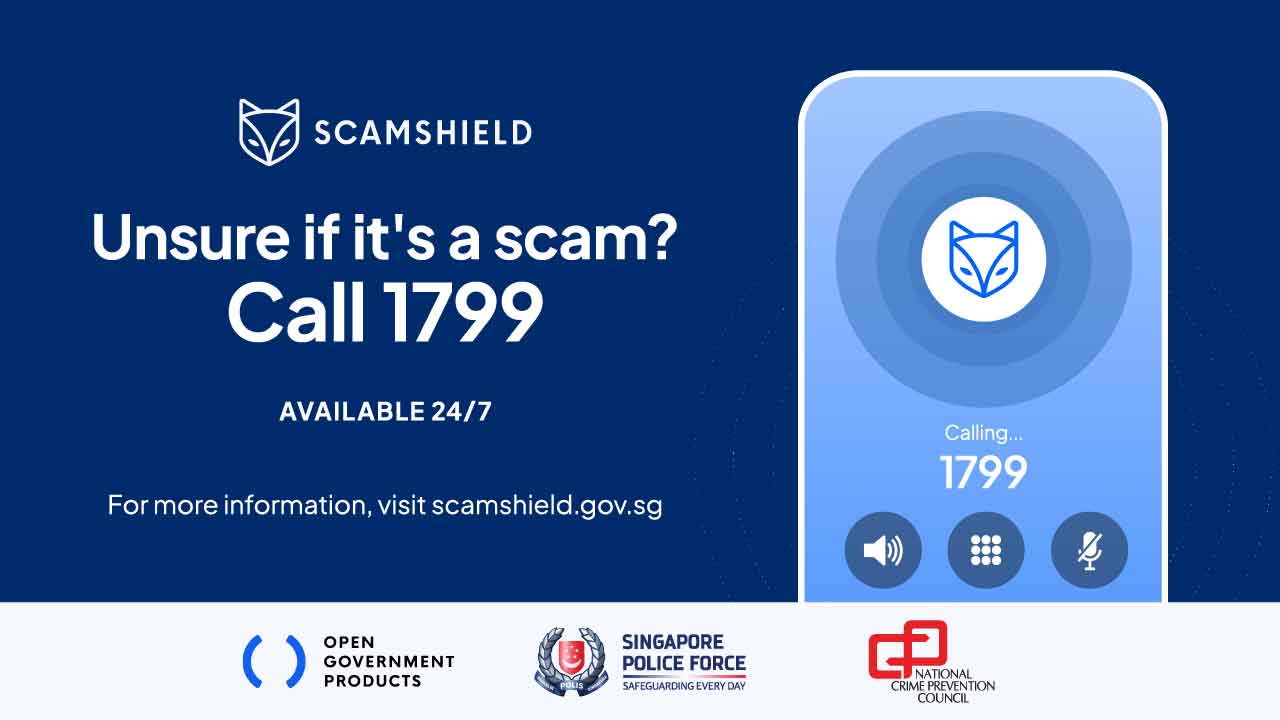 SCAMSHIELD
Unsure if it's a scam?
Call 1799
AVAILABLE 24/7
For more information, visit scamshield.gov.sg
Calling...
1799
OPEN
GOVERNMENT
PRODUCTS
POLIS
SINGAPORE
POLICE FORCE
SAFEGUARDING EVERY DAY
NATIONAL
CRIME PREVENTION
COUNCIL